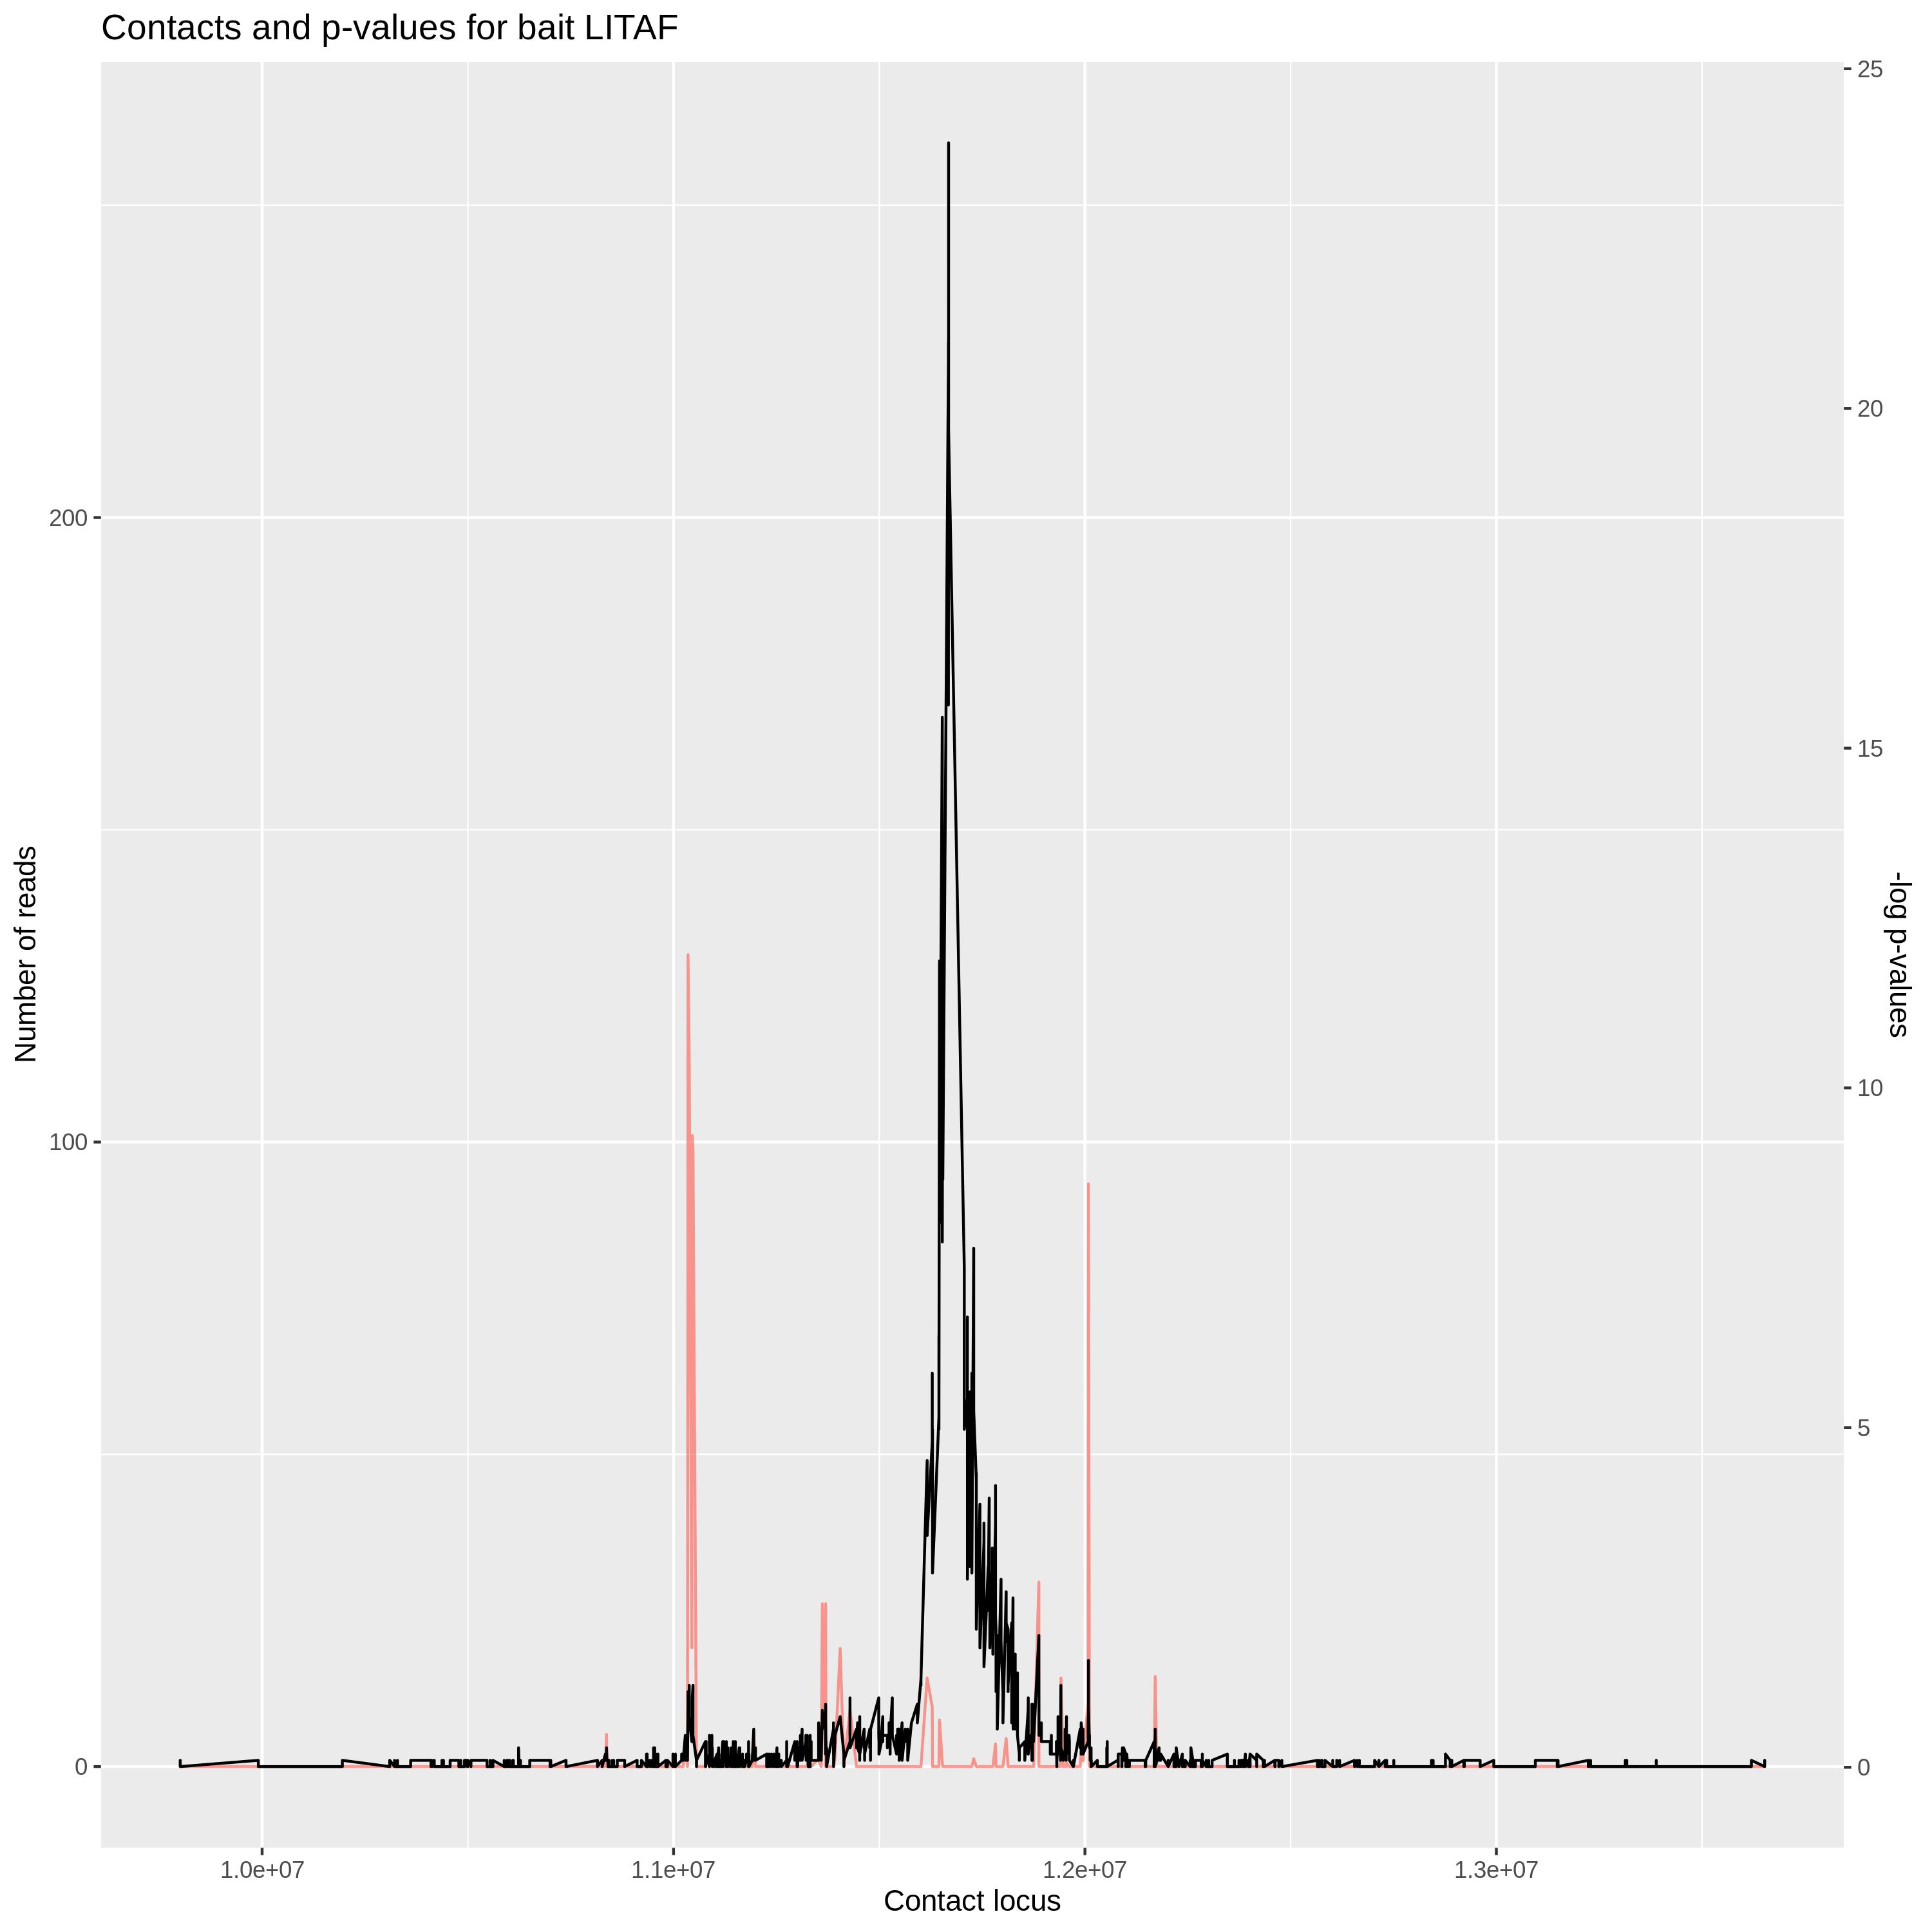 Contacts and p-values for bait LITAF
Number of reads
200
100
0
25
20
15
10
5
0
-log p-values
1.0e+07
1.1e+07
1.2e+07
1.3e+07
Contact locus